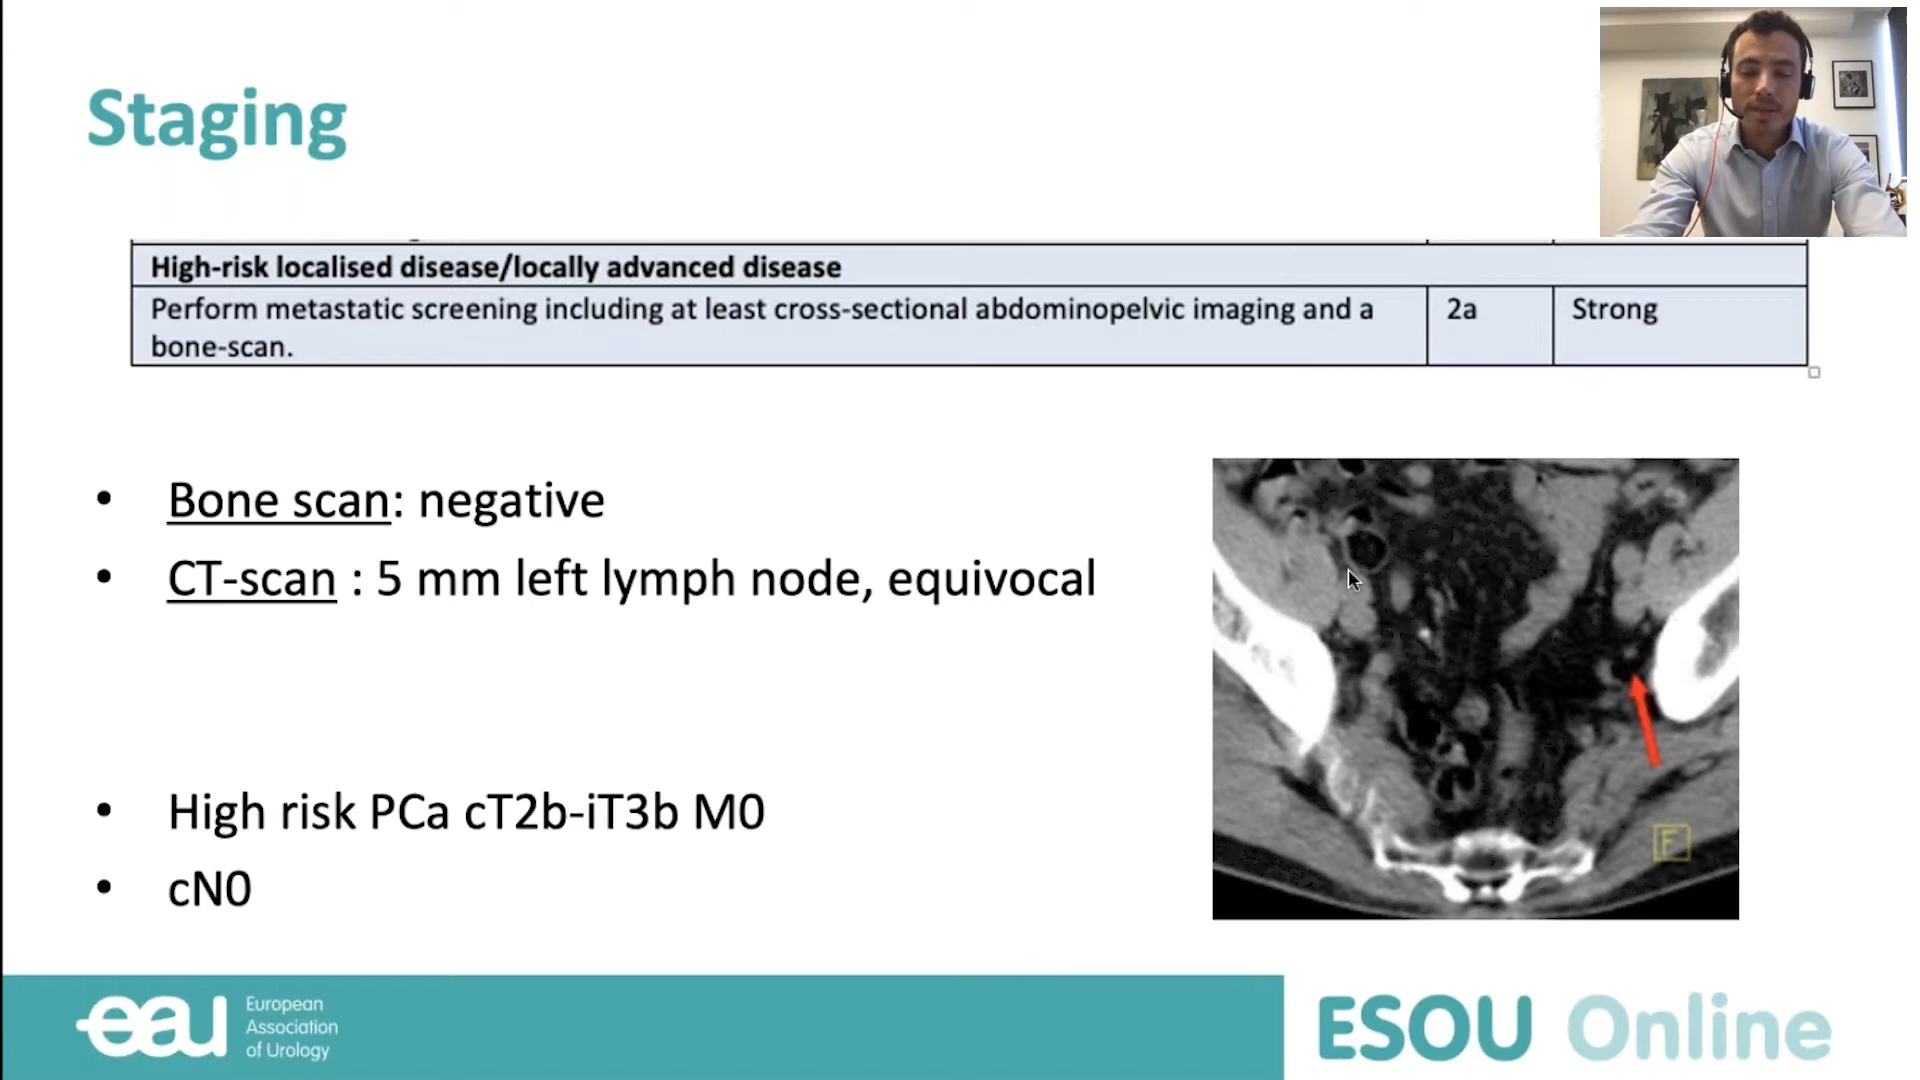 Staging
High-risk localised disease/locally advanced disease
Perform metastatic screening including at least cross-sectional abdominopelvic imaging and a
bone-scan.
2a
Strong
• Bone scan: negative
• CT-scan : 5 mm left lymph node, equivocal
• High risk PCa cT2b-iT3b M0
• cN0
F
eau
European
Association
of Urology
ESOU Online